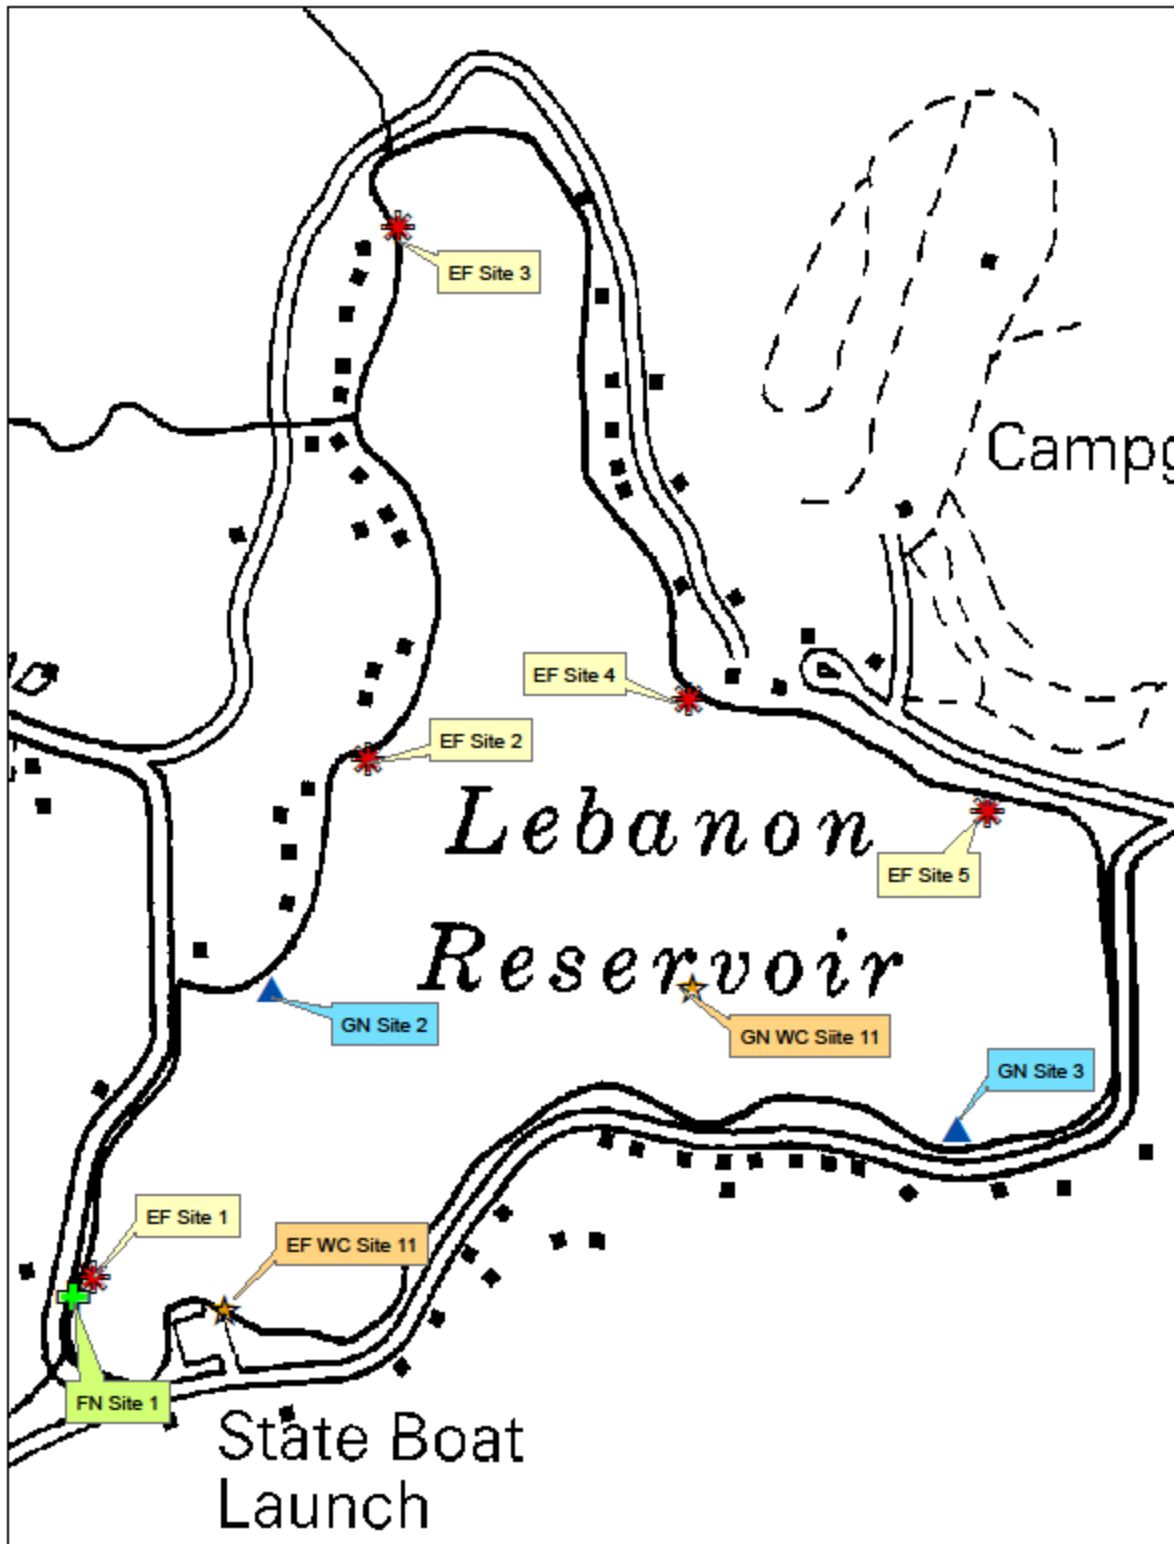 EF Site 3
Campg
EF Site 4
EF Site 2
Lebanon
EF Site 5
Reservoir
GN Site 2
GN WC Siite 11
GN Site 3
EF Site 1
EF WC Site 11
FN Site 1
State Boat
Launch